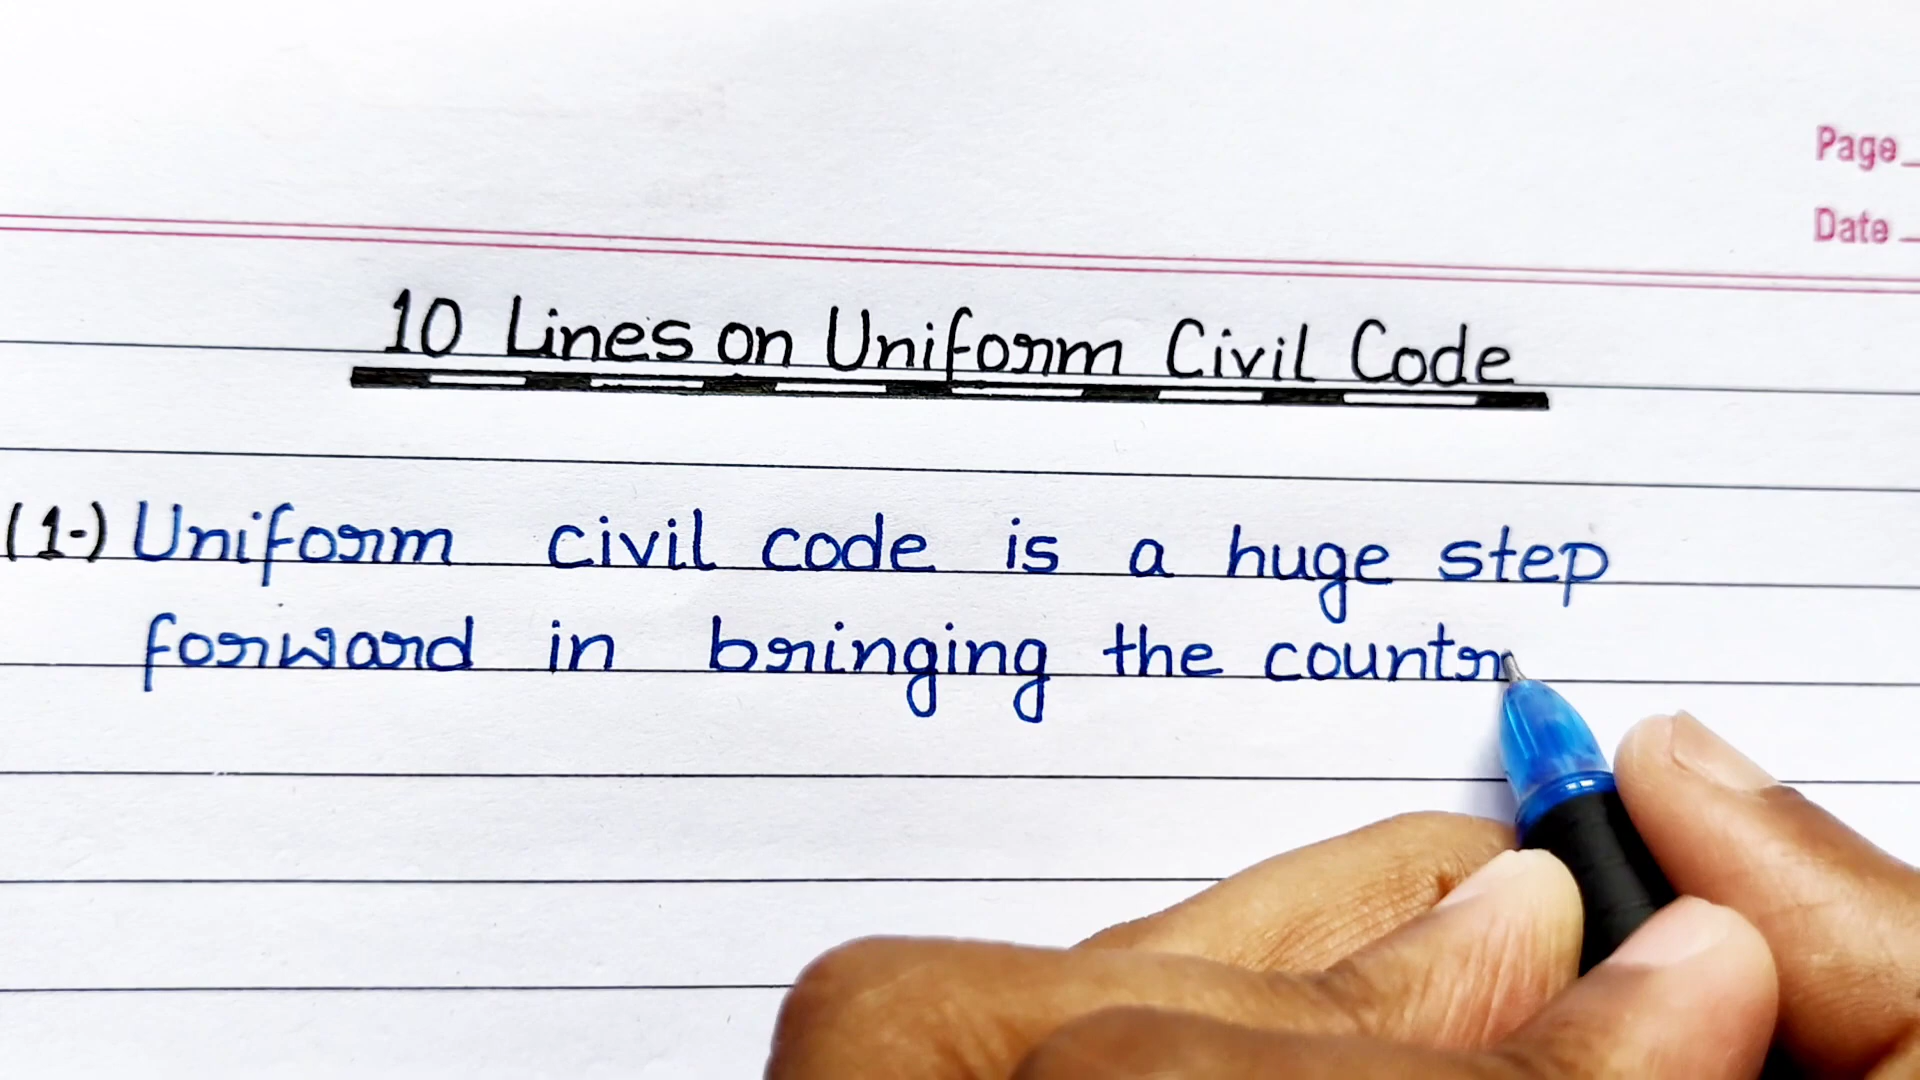 Page
Date
10 Lines on Uniform Civil Code
(1-) Uniform civil code is a huge step
forward in bringing the countr